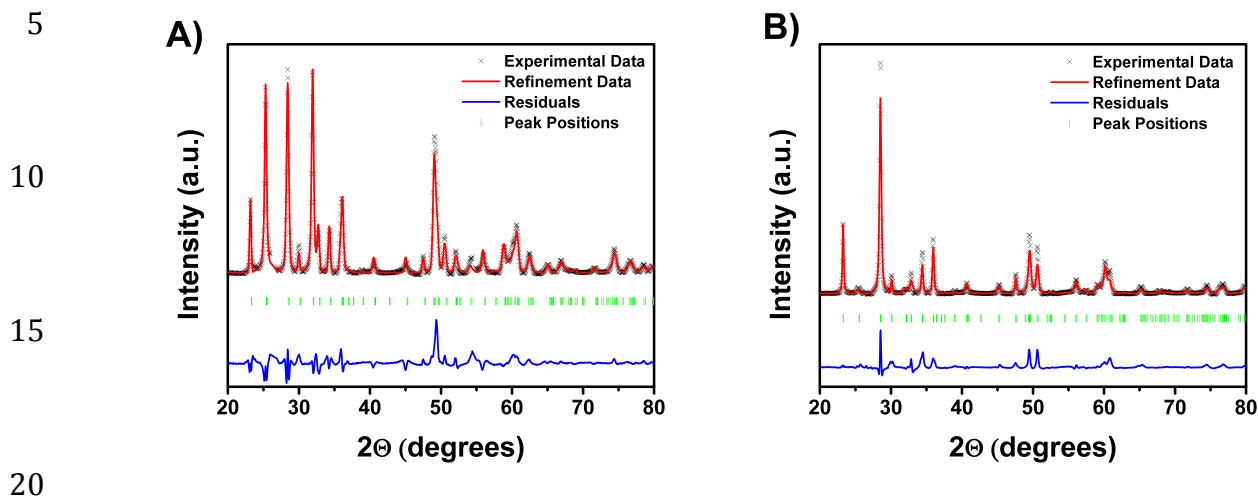 5
A)
B)
Experimental Data
Refinement Data
Residuals
Peak Positions
Intensity (a.u.)
20 30 40 50 60 70 80
2Θ (degrees)
Experimental Data
Refinement Data
Residuals
Peak Positions
Intensity (a.u.)
20 30 40 50 60 70 80
2Θ (degrees)
10
15
20